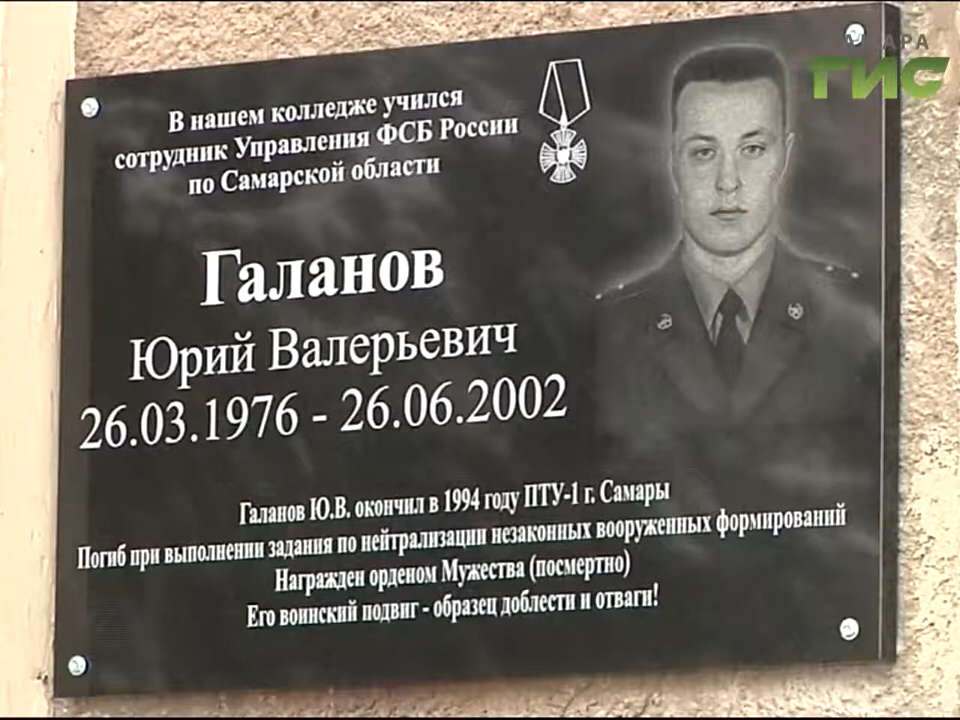 В нашем колледже учился
сотрудник Управления ФСБ России
по Самарской области
Галанов
Юрий Валерьевич
26.03.1976 - 26.06.2002
Галанов Ю.В. окончил в 1994 году ПТУ-1 г. Самары
Погиб при выполнении задания по нейтрализации незаконных вооруженных формирований
Награжден орденом Мужества (посмертно)
Его воинский подвиг - образец доблести и отваги!
ГИС